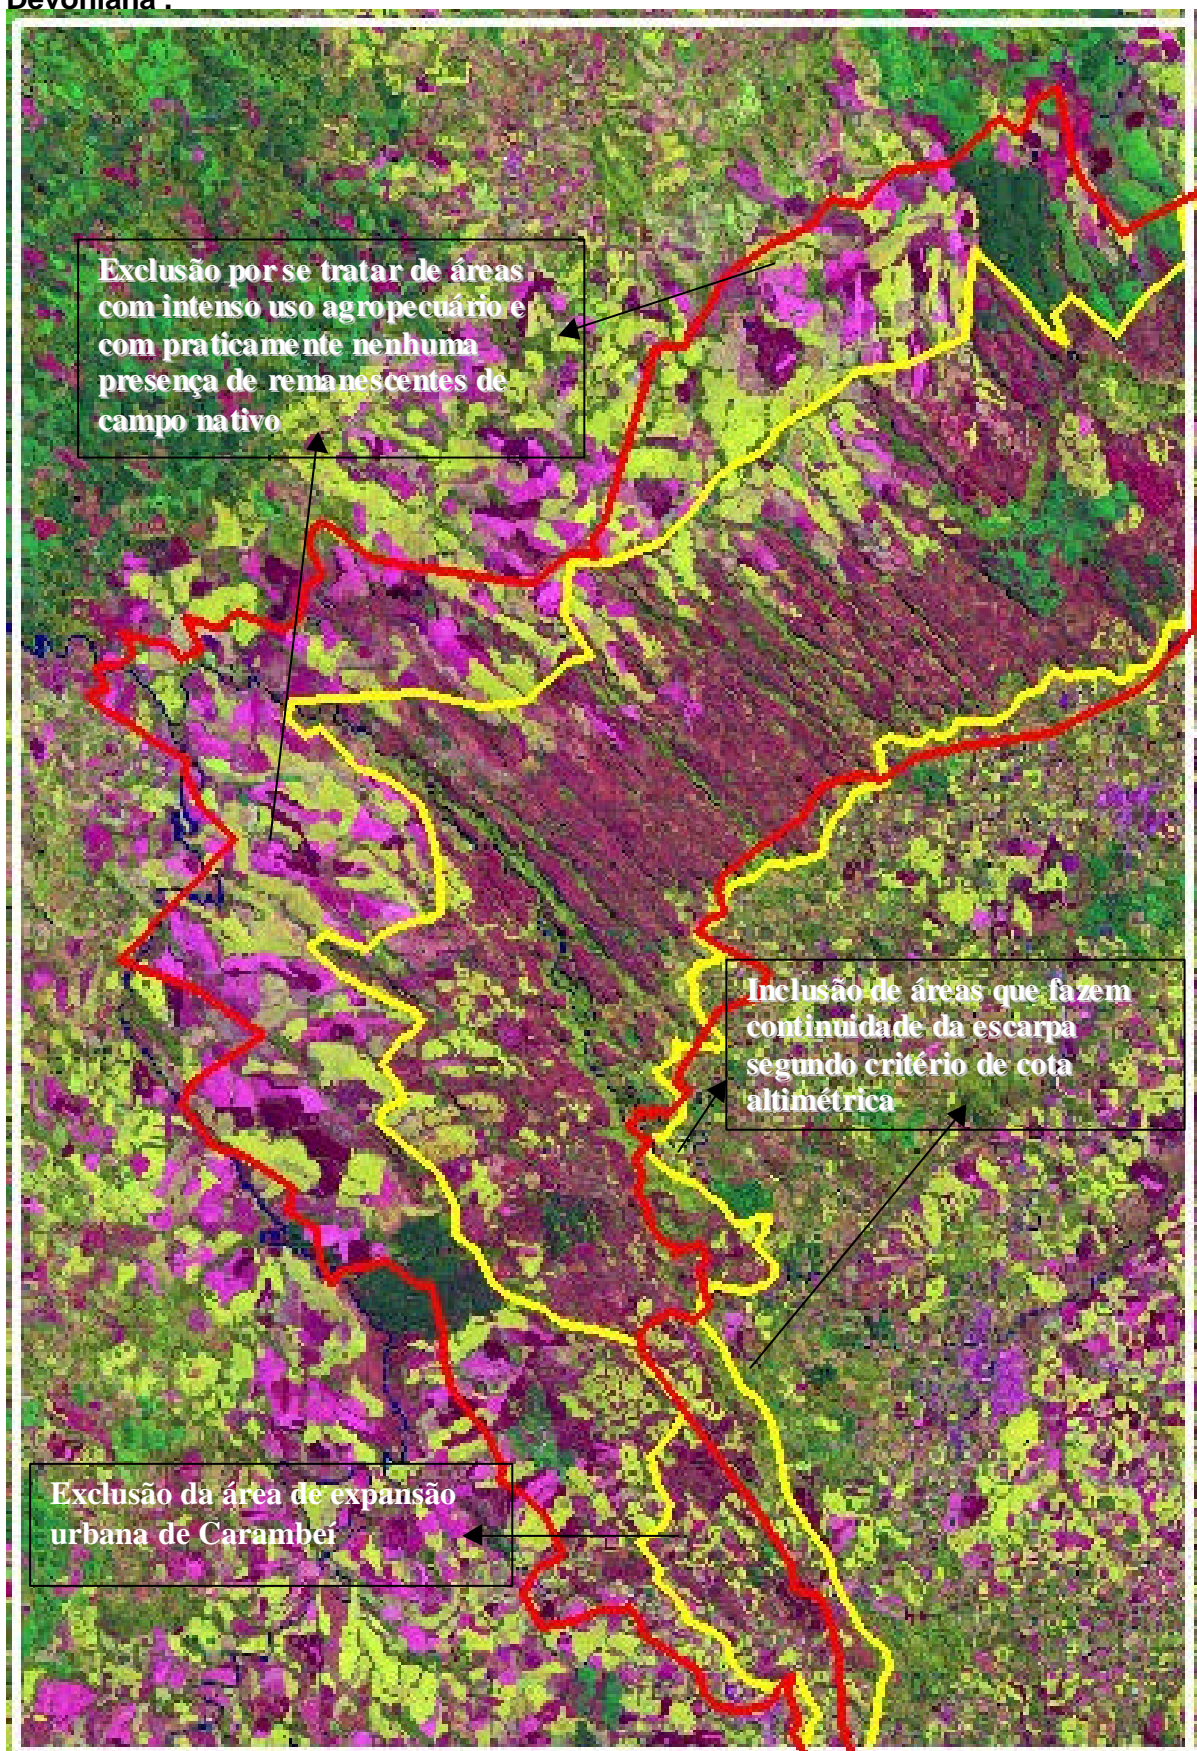 Devoniana .
Exclusão por se tratar de áreas
com intenso uso agropecuário e
com praticamente nenhuma
presença de remanescentes de
campo nativo
Inclusão de áreas que fazem
continuidade da escarpa
segundo critério de cota
altimétrica
Exclusão da área de expansão
urbana de Carambeí